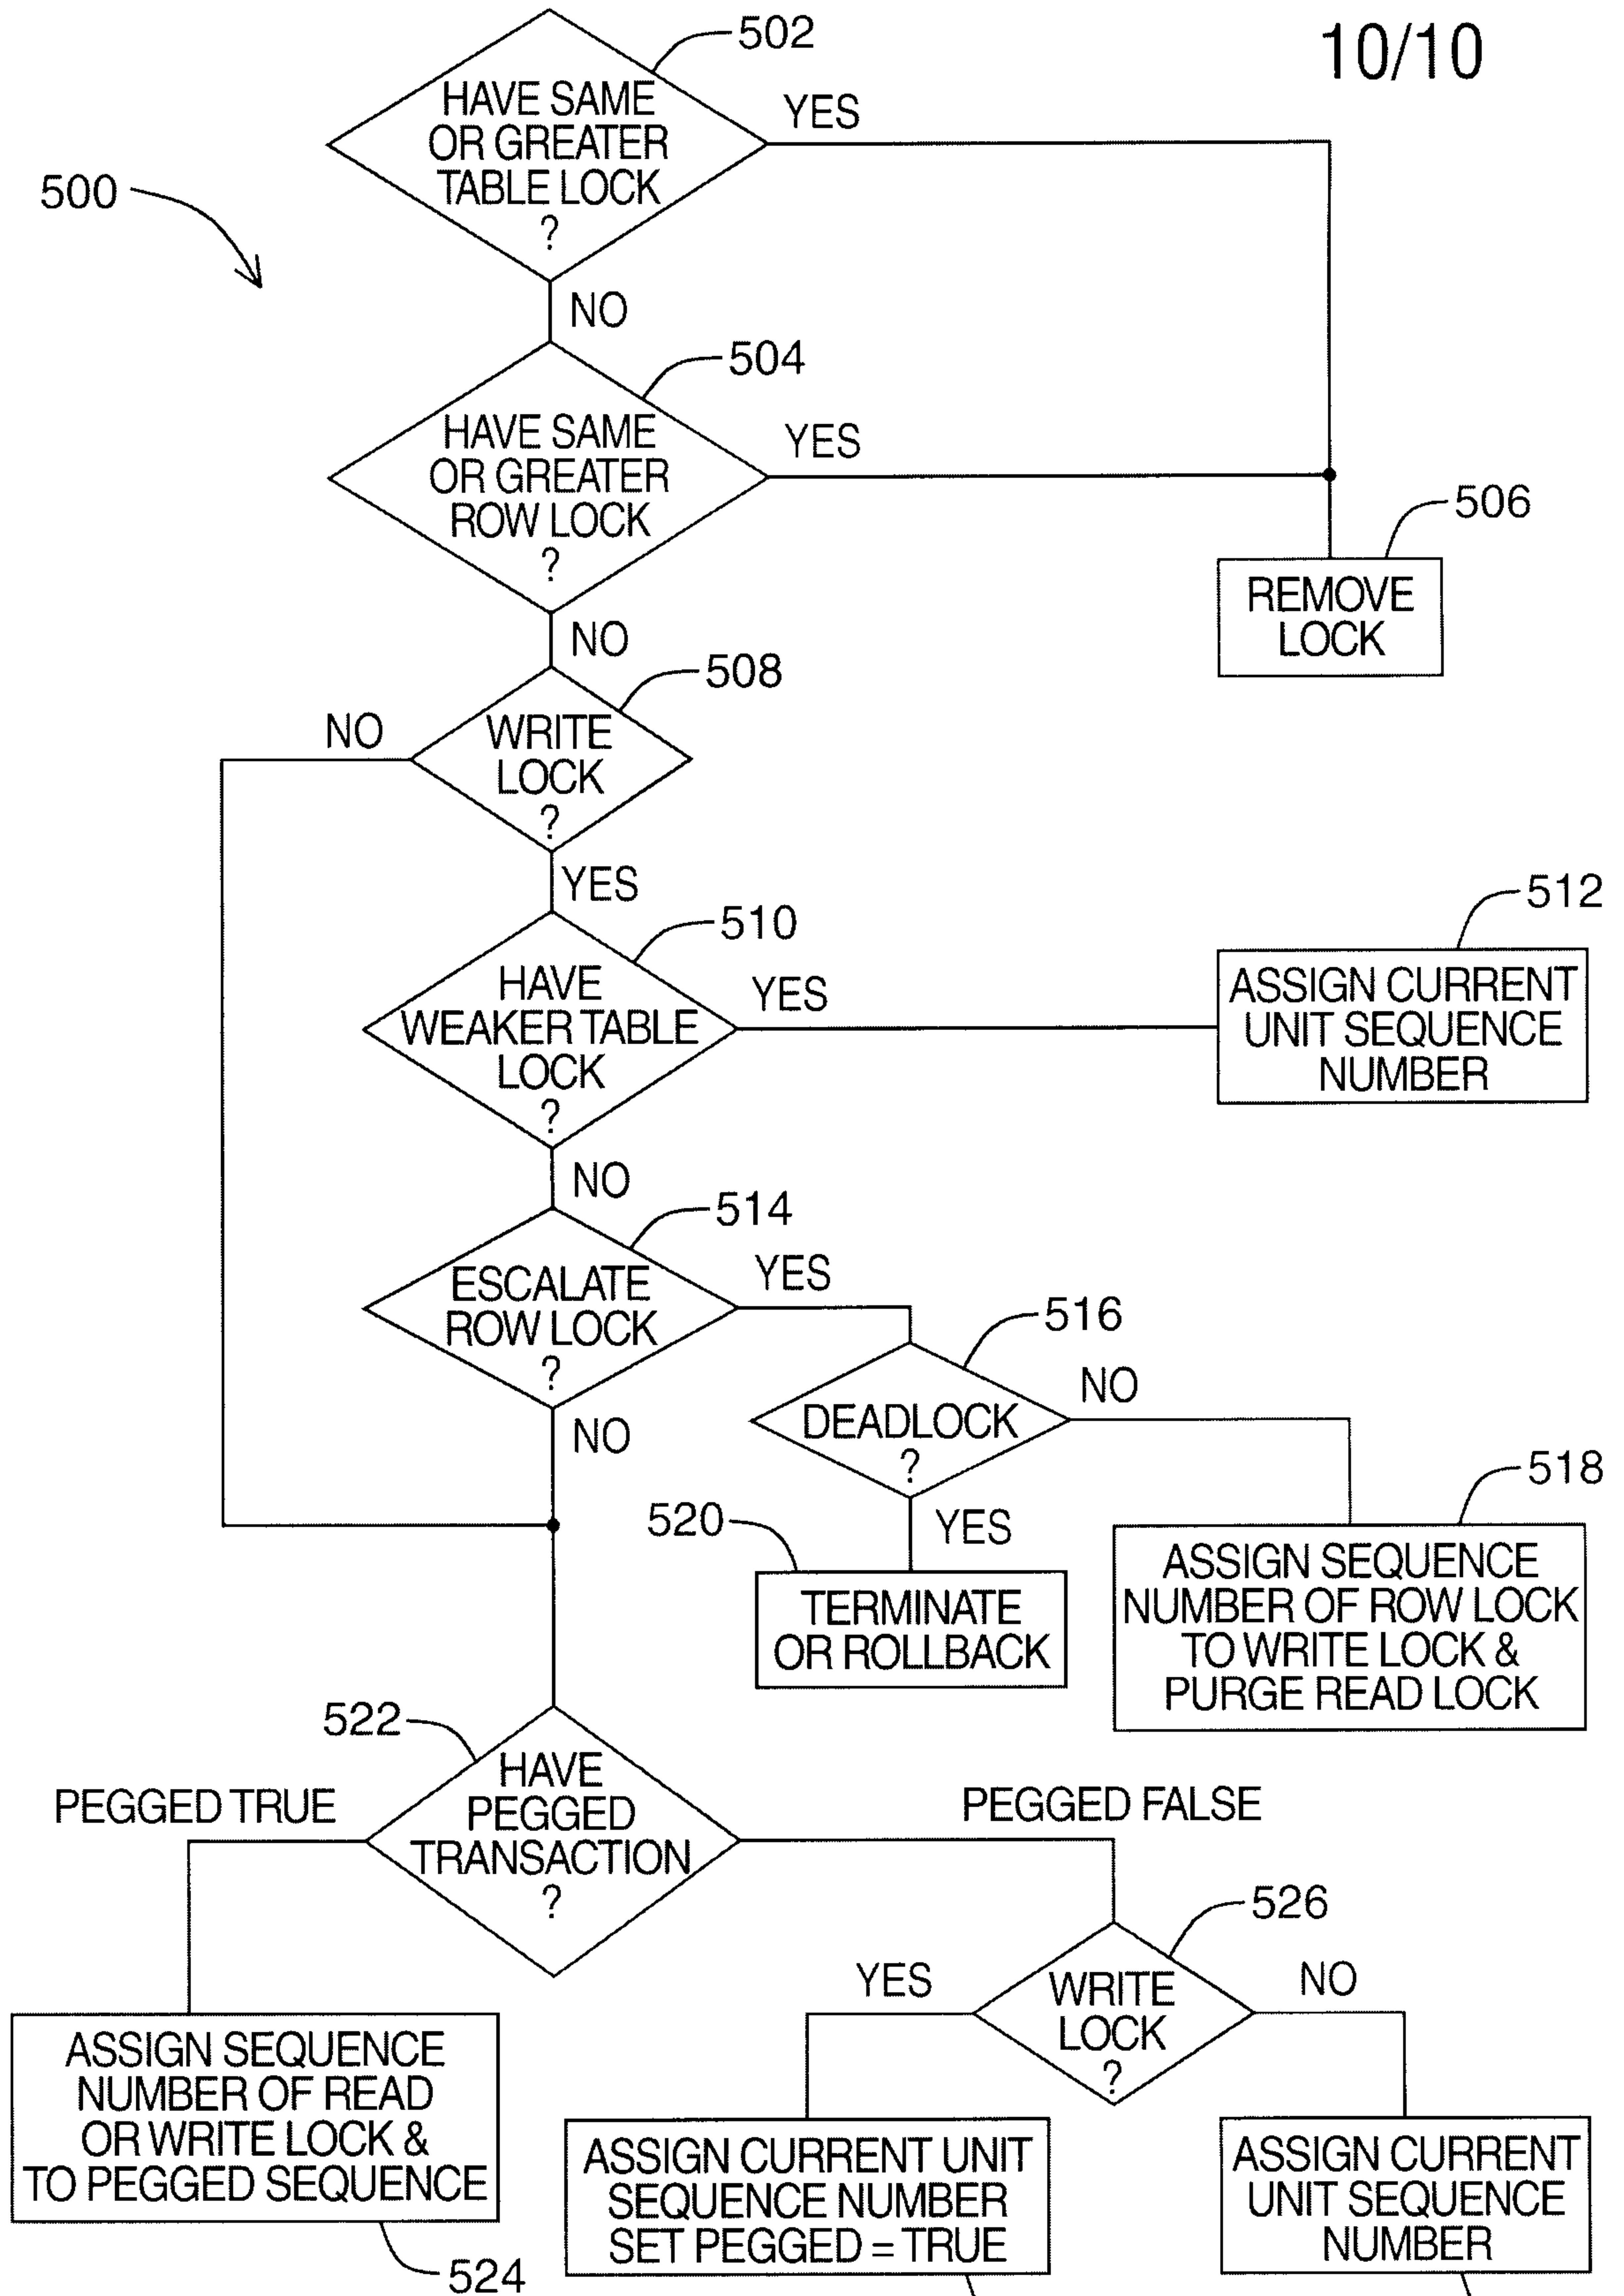 10/10
502
HAVE SAME
OR GREATER
TABLE LOCK
?
YES
500
NO
504
HAVE SAME
OR GREATER
ROW LOCK
?
YES
506
REMOVE
LOCK
NO
508
NO
WRITE
LOCK
?
YES
510
512
HAVE
WEAKER TABLE
LOCK
?
YES
ASSIGN CURRENT
UNIT SEQUENCE
NUMBER
NO
514
ESCALATE
ROW LOCK
?
YES
516
DEADLOCK
?
NO
NO
518
520
YES
TERMINATE
OR ROLLBACK
ASSIGN SEQUENCE
NUMBER OF ROW LOCK
TO WRITE LOCK &
PURGE READ LOCK
522
HAVE
PEGGED
TRANSACTION
?
PEGGED TRUE
PEGGED FALSE
526
YES
WRITE
LOCK
?
NO
ASSIGN SEQUENCE
NUMBER OF READ
OR WRITE LOCK &
TO PEGGED SEQUENCE
524
ASSIGN CURRENT UNIT
SEQUENCE NUMBER
SET PEGGED = TRUE
ASSIGN CURRENT
UNIT SEQUENCE
NUMBER